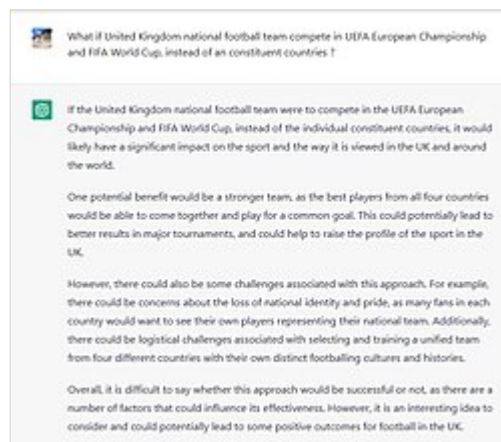 What if United Kingdom national football team compete in UEFA European Championship
and FIFA World Cup, instead of an constituent countries ?
If the United Kingdom national football team were to compete in the UEFA European
Championship and FIFA World Cup, instead of the individual constituent countries, it would
likely have a significant impact on the sport and the way it is viewed in the UK and around
the world.
One potential benefit would be a stronger team, as the best players from all four countries
would be able to come together and play for a common goal. This could potentially lead to
better results in major tournaments, and could help to raise the profile of the sport in the
UK.
However, there could also be some challenges associated with this approach. For example,
there could be concerns about the loss of national identity and pride, as many fans in each
country would want to see their own players representing their national team. Additionally,
there could be logistical challenges associated with selecting and training a unified team
from four different countries with their own distinct footballing cultures and histories.
Overall, it is difficult to say whether this approach would be successful or not, as there are a
number of factors that could influence its effectiveness. However, it is an interesting idea to
consider and could potentially lead to some positive outcomes for football in the UK.